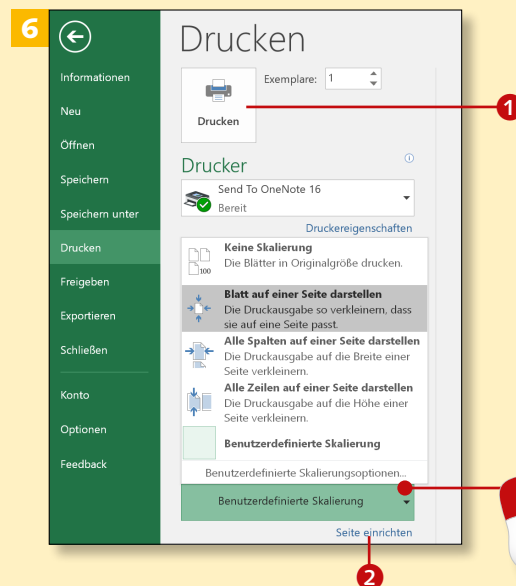 6
Drucken
Informationen
Neu
Öffnen
Speichern
Speichern unter
Drucken
Freigeben
Exportieren
Schließen
Konto
Optionen
Feedback
Exemplare: 1
Drucken
1
Drucker
Send To OneNote 16
Bereit
Druckereigenschaften
Keine Skalierung
Die Blätter in Originalgröße drucken.
100
Blatt auf einer Seite darstellen
Die Druckausgabe so verkleinern, dass
sie auf eine Seite passt.
Alle Spalten auf einer Seite darstellen
Die Druckausgabe auf die Breite einer
Seite verkleinern.
Alle Zeilen auf einer Seite darstellen
Die Druckausgabe auf die Höhe einer
Seite verkleinern.
Benutzerdefinierte Skalierung
Benutzerdefinierte Skalierungsoptionen...
Benutzerdefinierte Skalierung
Seite einrichten
2